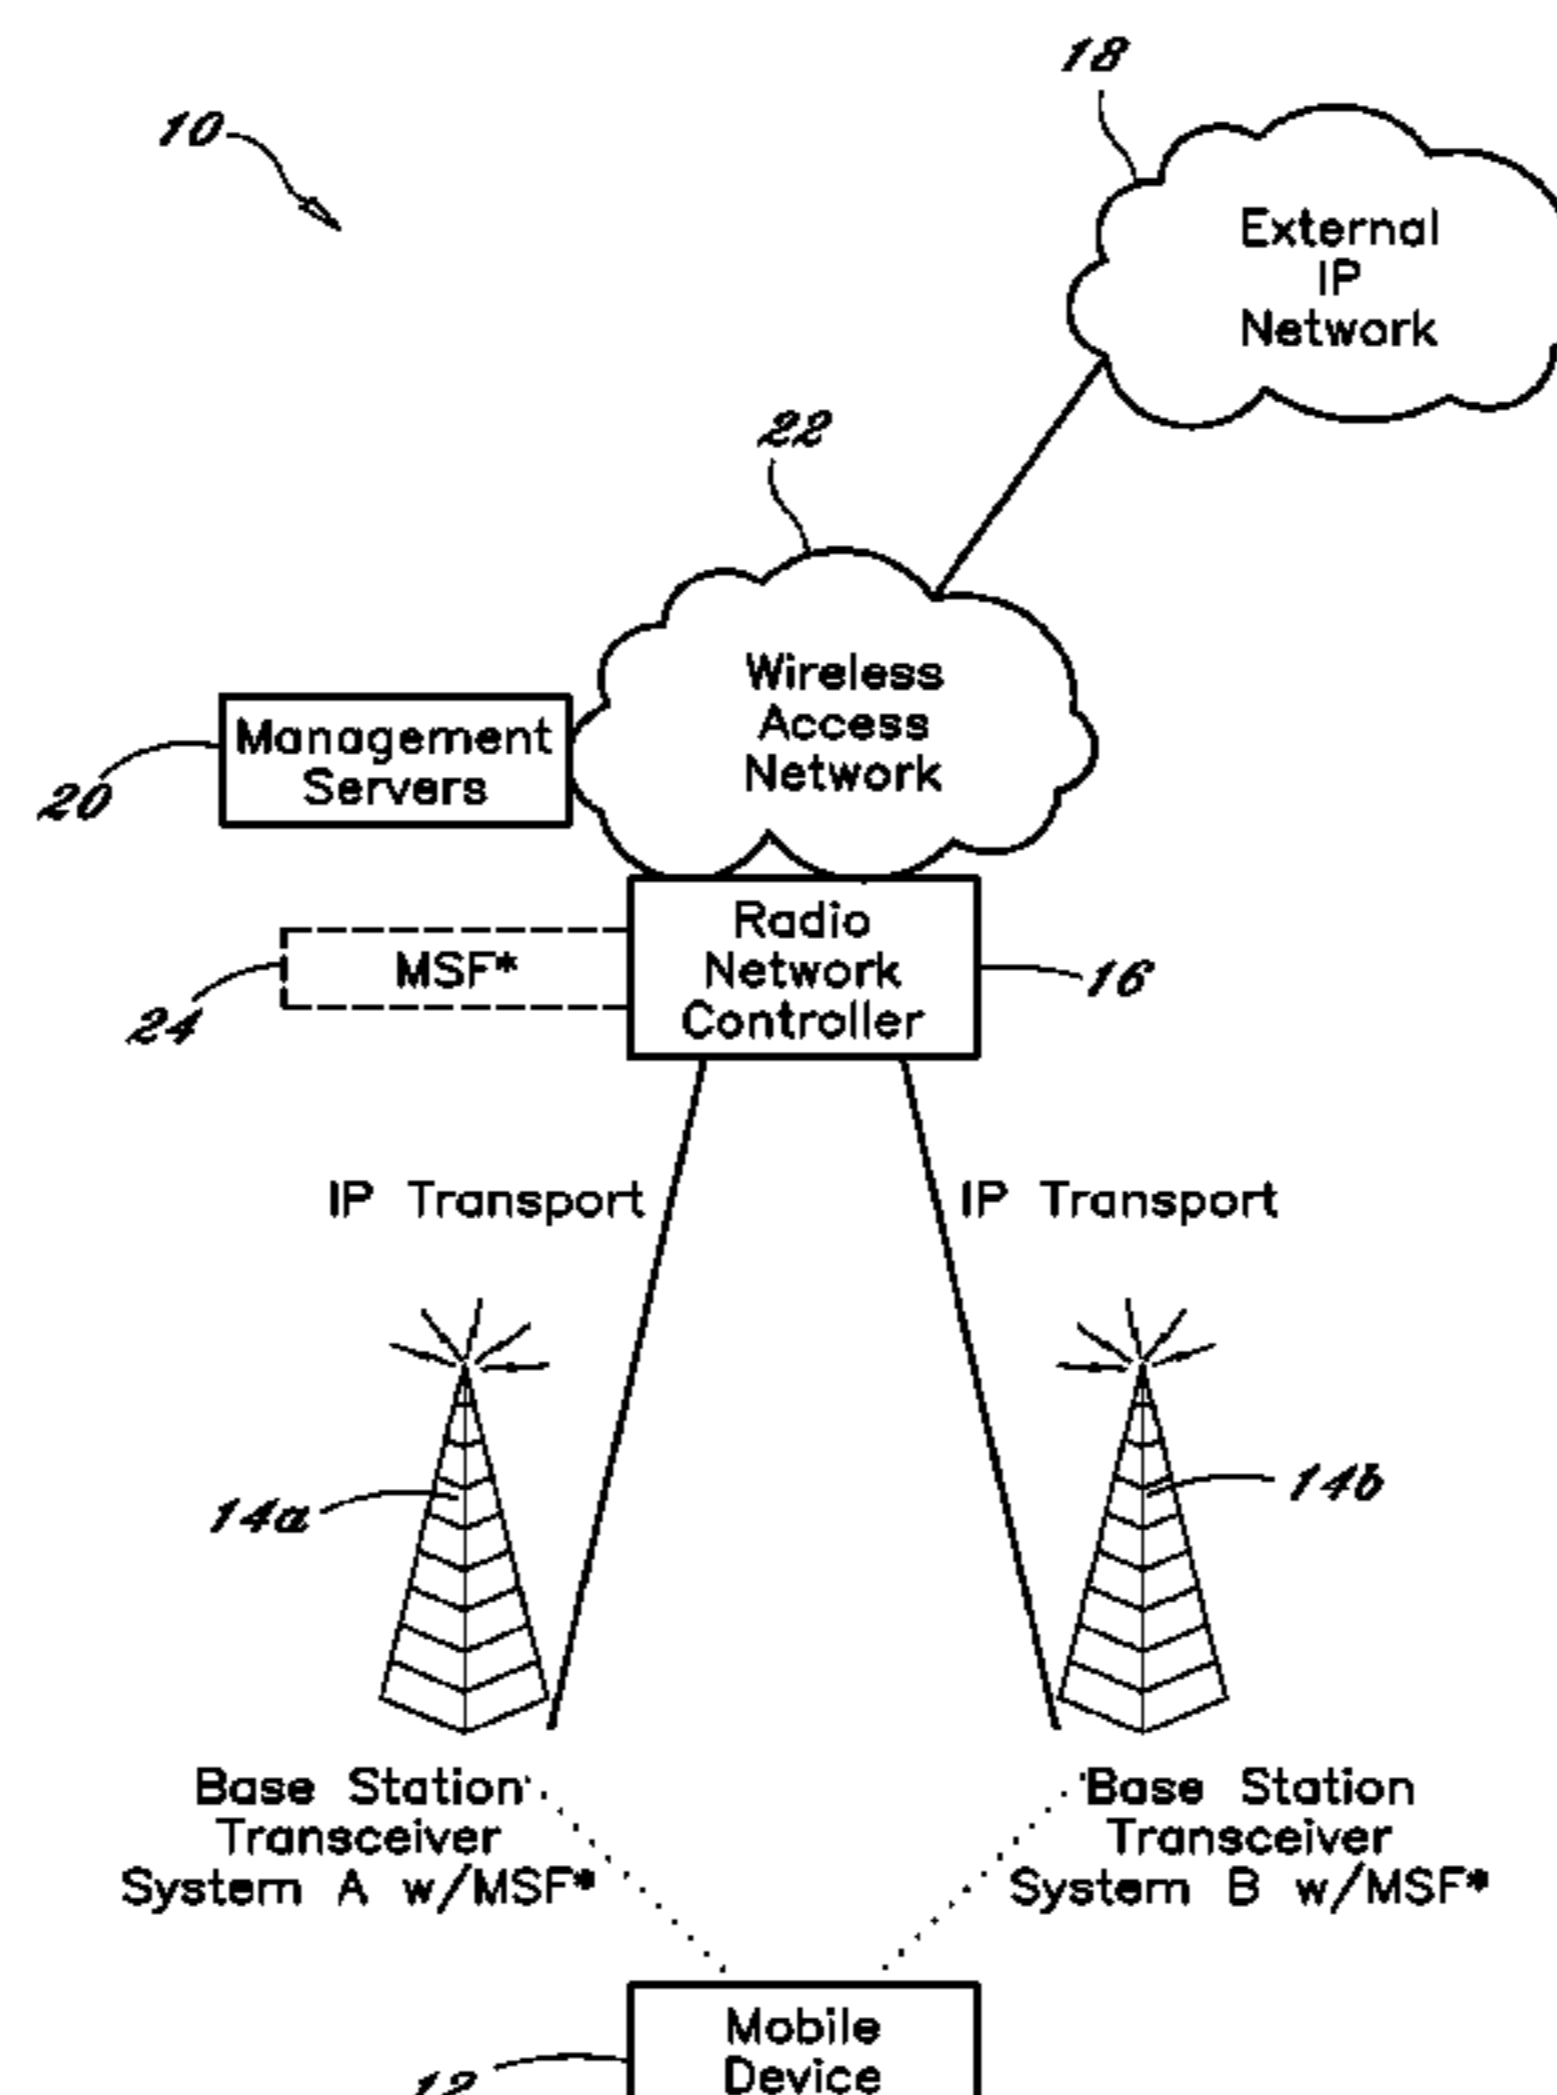 18
10
External
IP
Network
22
Wireless
Access
Network
Management
Servers
20
Radio
Network
Controller
MSF*
16
24
IP Transport
IP Transport
14a
14b
Base Station
Transceiver
System A w/MSF*
Base Station
Transceiver
System B w/MSF*
Mobile
Device
12